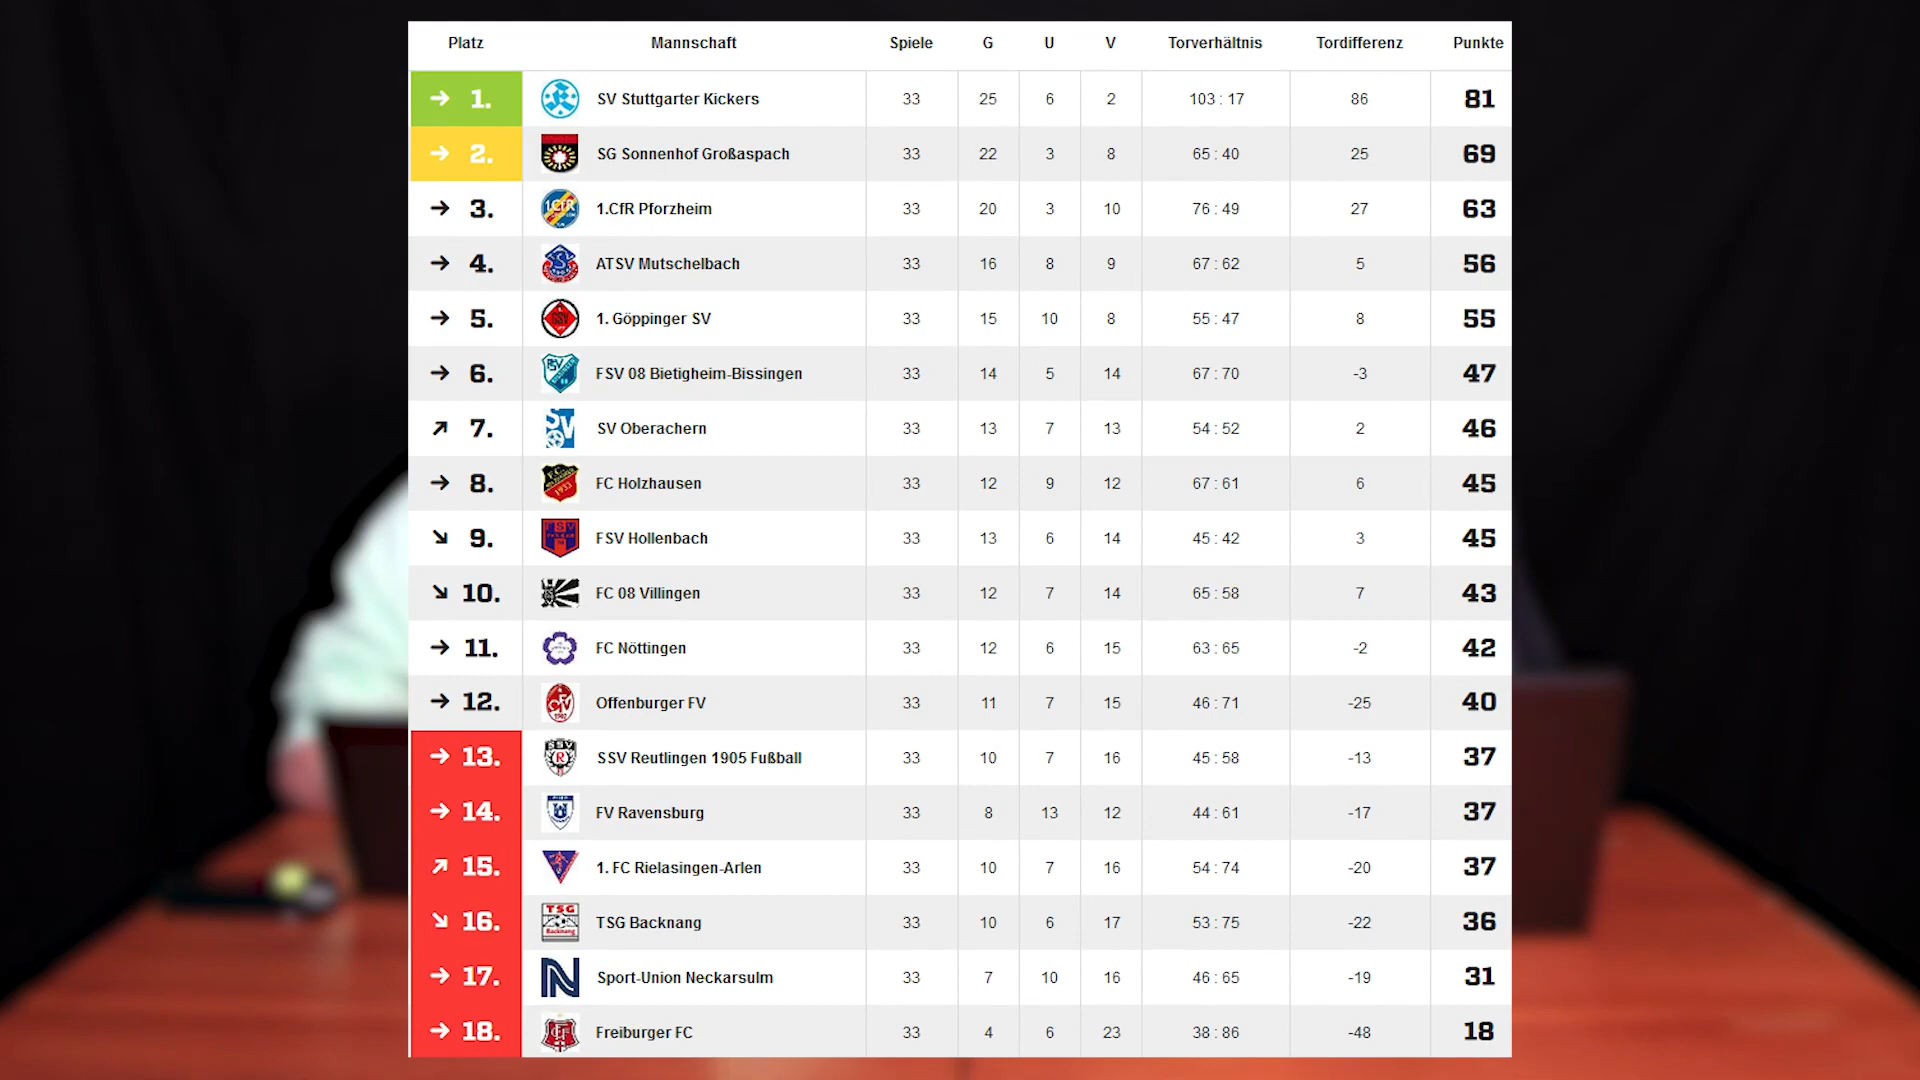 Platz Mannschaft Spiele G U V Torverhältnis Tordifferenz Punkte
1. SV Stuttgarter Kickers 33 25 6 2 103 : 17 86 81
2. SG Sonnenhof Großaspach 33 22 3 8 65 : 40 25 69
3. 1.CfR Pforzheim 33 20 3 10 76 : 49 27 63
4. ATSV Mutschelbach 33 16 8 9 67 : 62 5 56
5. 1. Göppinger SV 33 15 10 8 55 : 47 8 55
6. FSV 08 Bietigheim-Bissingen 33 14 5 14 67 : 70 -3 47
7. SV Oberachern 33 13 7 13 54 : 52 2 46
8. FC Holzhausen 33 12 9 12 67 : 61 6 45
9. FSV Hollenbach 33 13 6 14 45 : 42 3 45
10. FC 08 Villingen 33 12 7 14 65 : 58 7 43
11. FC Nöttingen 33 12 6 15 63 : 65 -2 42
12. Offenburger FV 33 11 7 15 46 : 71 -25 40
13. SSV Reutlingen 1905 Fußball 33 10 7 16 45 : 58 -13 37
14. FV Ravensburg 33 8 13 12 44 : 61 -17 37
15. 1. FC Rielasingen-Arlen 33 10 7 16 54 : 74 -20 37
16. TSG Backnang 33 10 6 17 53 : 75 -22 36
17. Sport-Union Neckarsulm 33 7 10 16 46 : 65 -19 31
18. Freiburger FC 33 4 6 23 38 : 86 -48 18